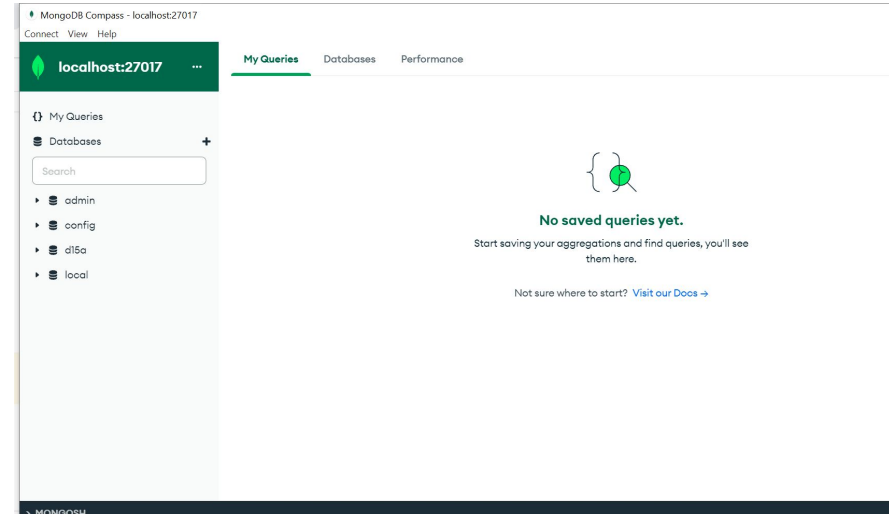 MongoDB Compass - localhost:27017
Connect View Help
localhost:27017 ...
My Queries Databases Performance
{} My Queries
Databases +
Search
admin
config
d15a
local
{ }
No saved queries yet.
Start saving your aggregations and find queries, you'll see
them here.
Not sure where to start? Visit our Docs →
> MONGOSH